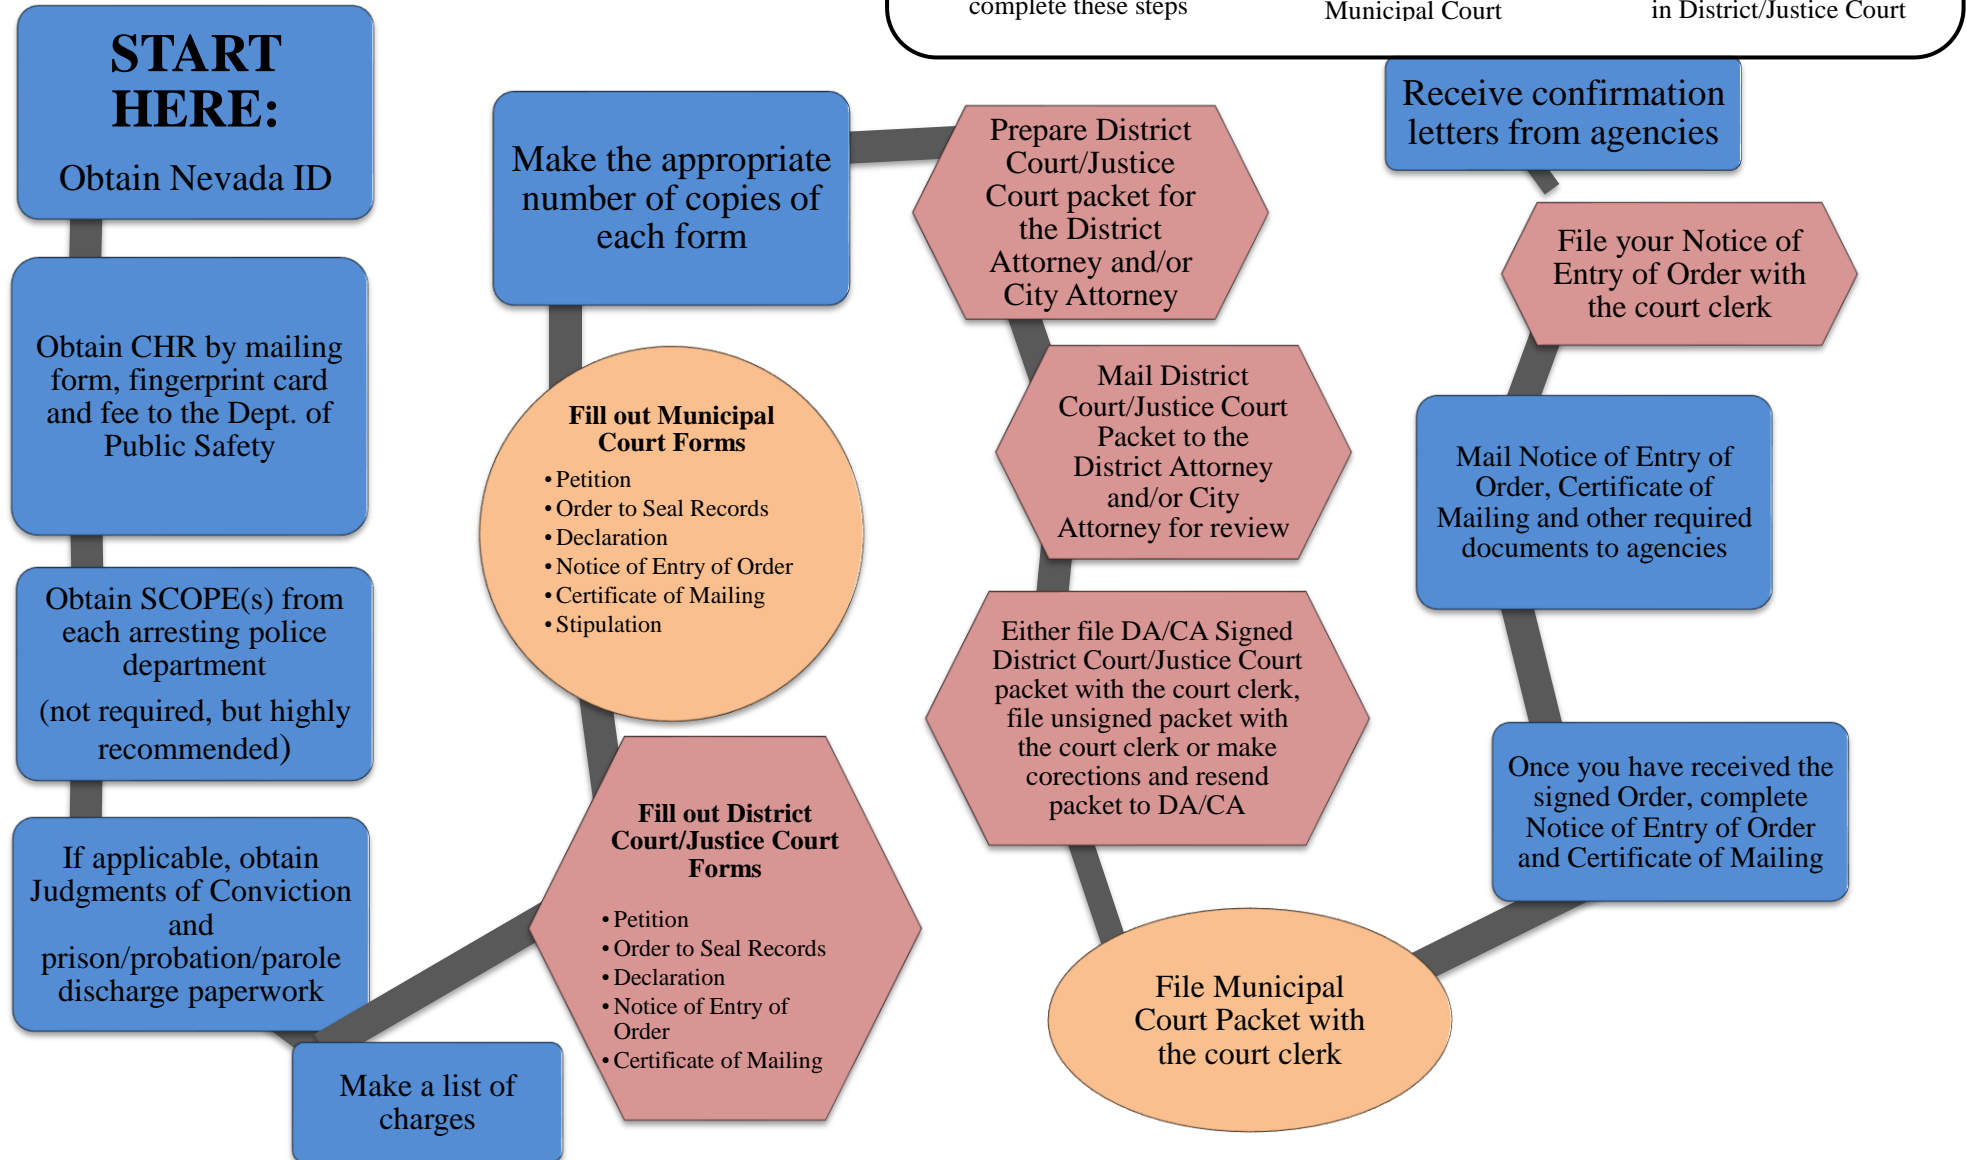 complete these steps
Municipal Court
in District/Justice Court
START
HERE:
Obtain Nevada ID
Obtain CHR by mailing
form, fingerprint card
and fee to the Dept. of
Public Safety
Obtain SCOPE(s) from
each arresting police
department
(not required, but highly
recommended)
If applicable, obtain
Judgments of Conviction
and
prison/probation/parole
discharge paperwork
Make a list of
charges
Fill out District
Court/Justice Court
Forms
• Petition
• Order to Seal Records
• Declaration
• Notice of Entry of
Order
• Certificate of Mailing
Fill out Municipal
Court Forms
• Petition
• Order to Seal Records
• Declaration
• Notice of Entry of Order
• Certificate of Mailing
• Stipulation
Make the appropriate
number of copies of
each form
Prepare District
Court/Justice
Court packet for
the District
Attorney and/or
City Attorney
Mail District
Court/Justice Court
Packet to the
District Attorney
and/or City
Attorney for review
Either file DA/CA Signed
District Court/Justice Court
packet with the court clerk,
file unsigned packet with
the court clerk or make
corections and resend
packet to DA/CA
File Municipal
Court Packet with
the court clerk
Once you have received the
signed Order, complete
Notice of Entry of Order
and Certificate of Mailing
Mail Notice of Entry of
Order, Certificate of
Mailing and other required
documents to agencies
File your Notice of
Entry of Order with
the court clerk
Receive confirmation
letters from agencies